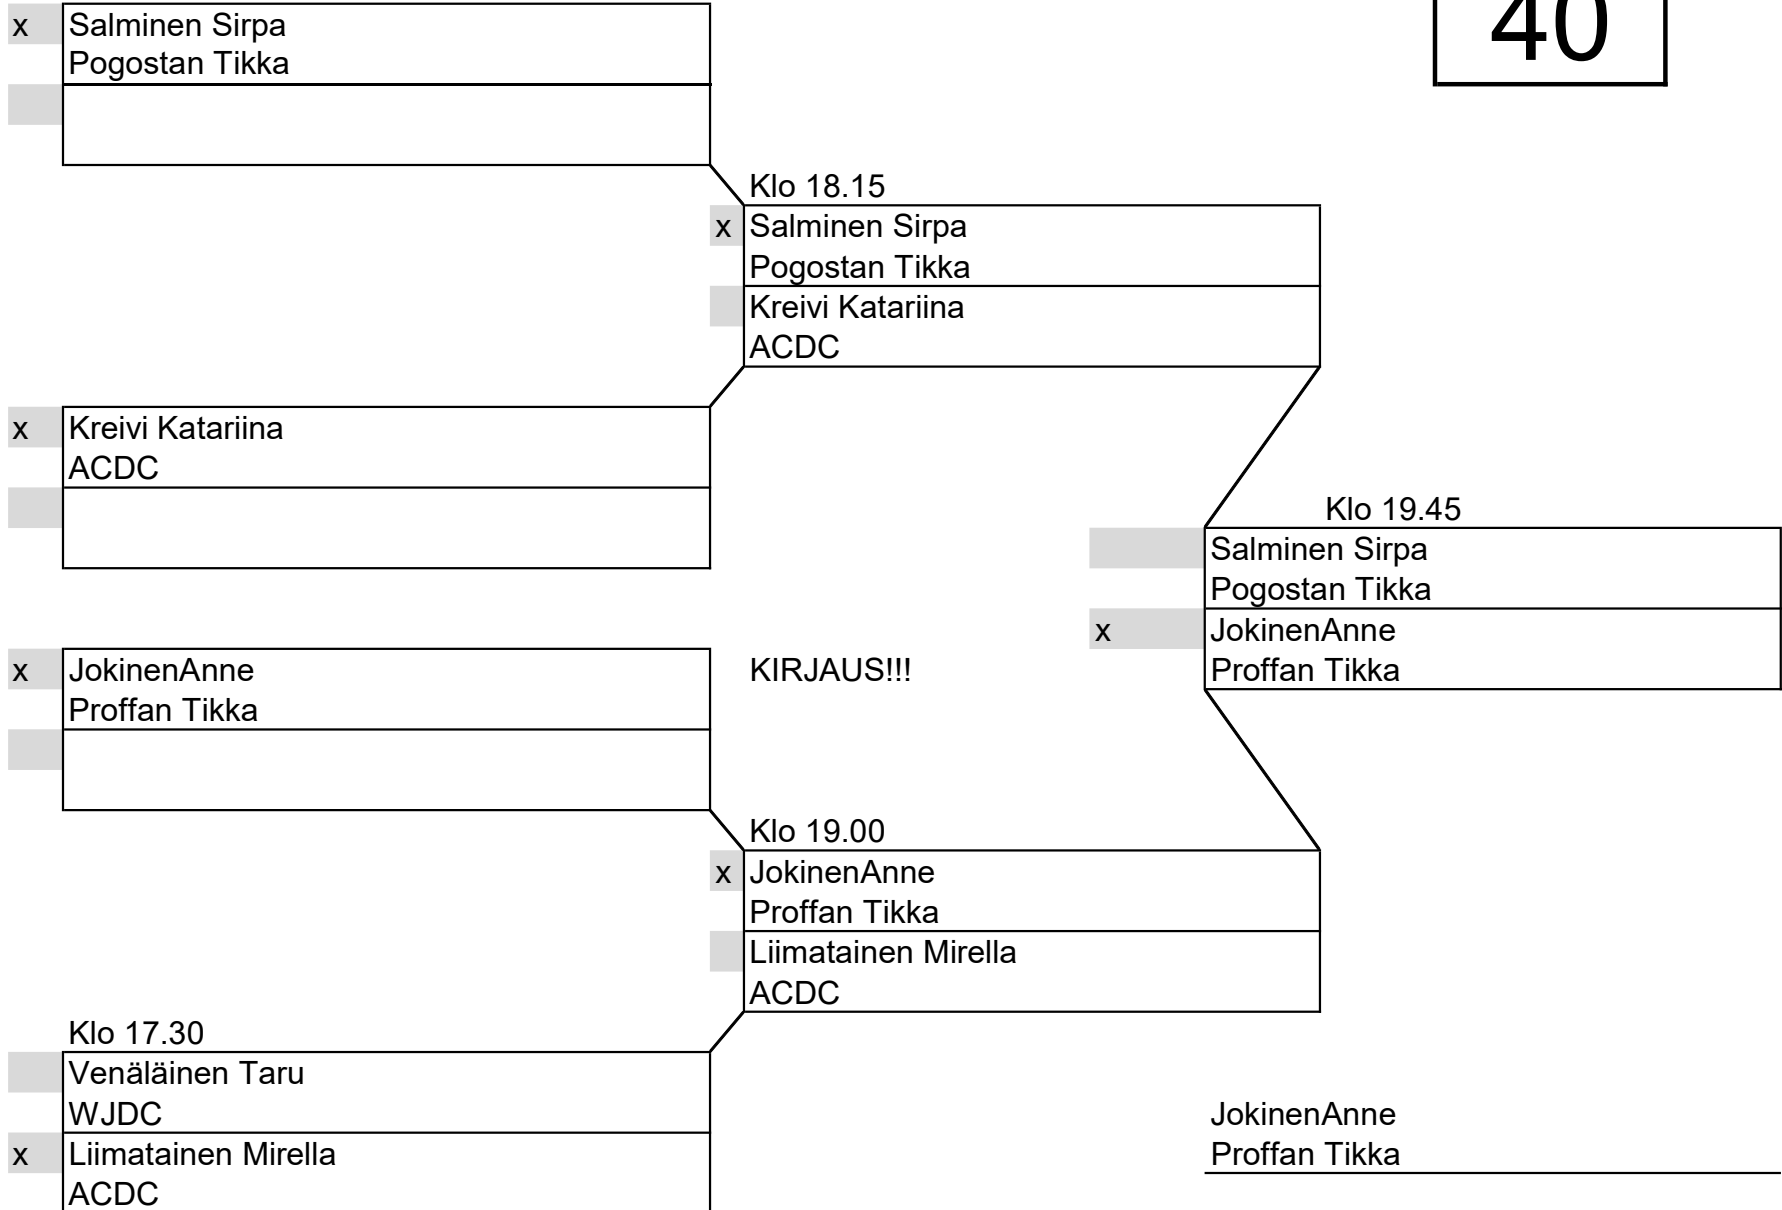 40
x Salminen Sirpa
Pogostan Tikka
Klo 18.15
x Salminen Sirpa
Pogostan Tikka
Kreivi Katariina
ACDC
x Kreivi Katariina
ACDC
Klo 19.45
Salminen Sirpa
Pogostan Tikka
x JokinenAnne
Proffan Tikka
x JokinenAnne KIRJAUS!!!
Proffan Tikka
Klo 19.00
x JokinenAnne
Proffan Tikka
Liimatainen Mirella
ACDC
Klo 17.30
Venäläinen Taru
WJDC
x Liimatainen Mirella
ACDC
JokinenAnne
Proffan Tikka